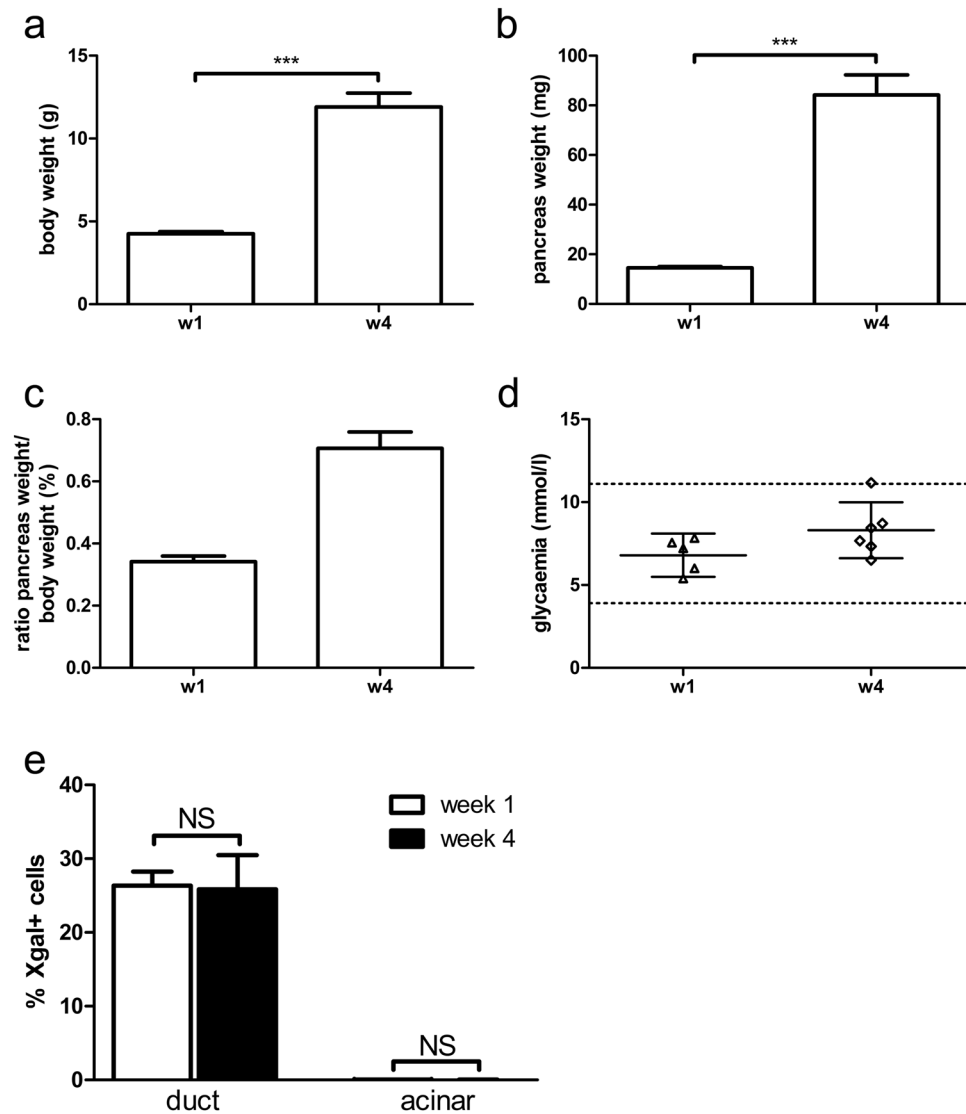 a
***
body weight (g)
15
10
5
0
w1 w4
b
***
pancreas weight (mg)
100
80
60
40
20
0
w1 w4
c
ratio pancreas weight/
body weight (%)
0.8
0.6
0.4
0.2
0.0
w1 w4
d
glycaemia (mmol/l)
15
10
5
0
w1 w4
e
% Xgal+ cells
40
30
20
10
0
NS
NS
week 1
week 4
duct acinar